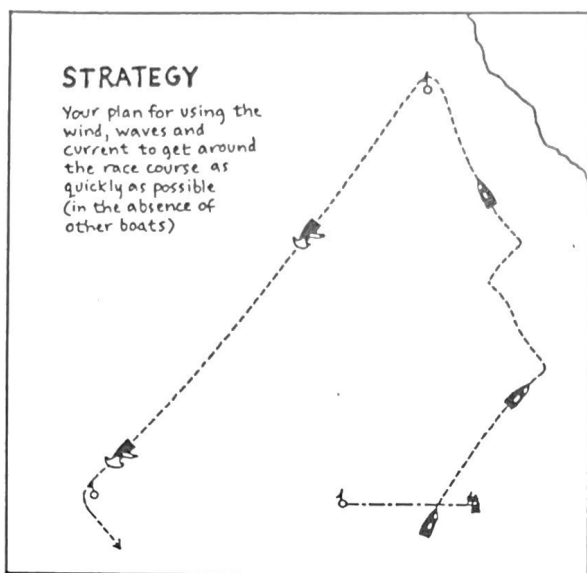 STRATEGY
Your plan for using the
wind, waves and
current to get around
the race course as
quickly as possible
(in the absence of
other boats)